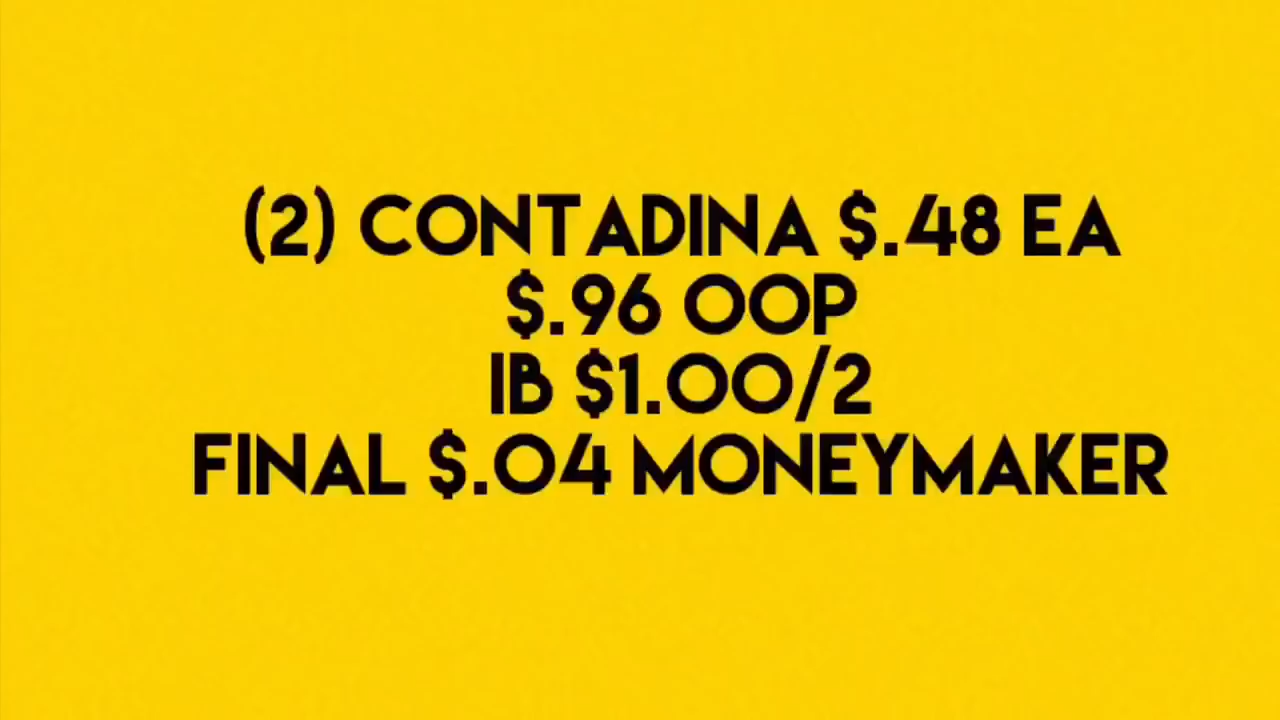 (2) CONTADINA $.48 EA
$.96 OOP
IB $1.00/2
FINAL $.04 MONEYMAKER